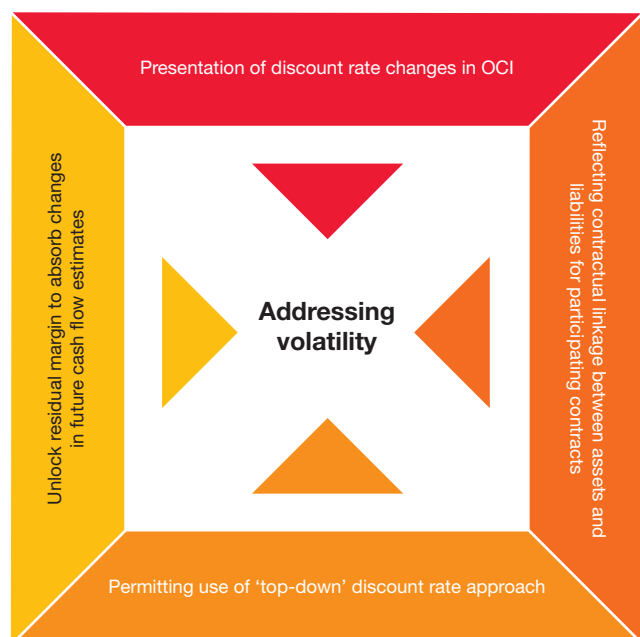 Presentation of discount rate changes in OCI
Unlock residual margin to absorb changes
in future cash flow estimates
Addressing
volatility
Reflecting contractual linkage between assets and
liabilities for participating contracts
Permitting use of ‘top-down’ discount rate approach